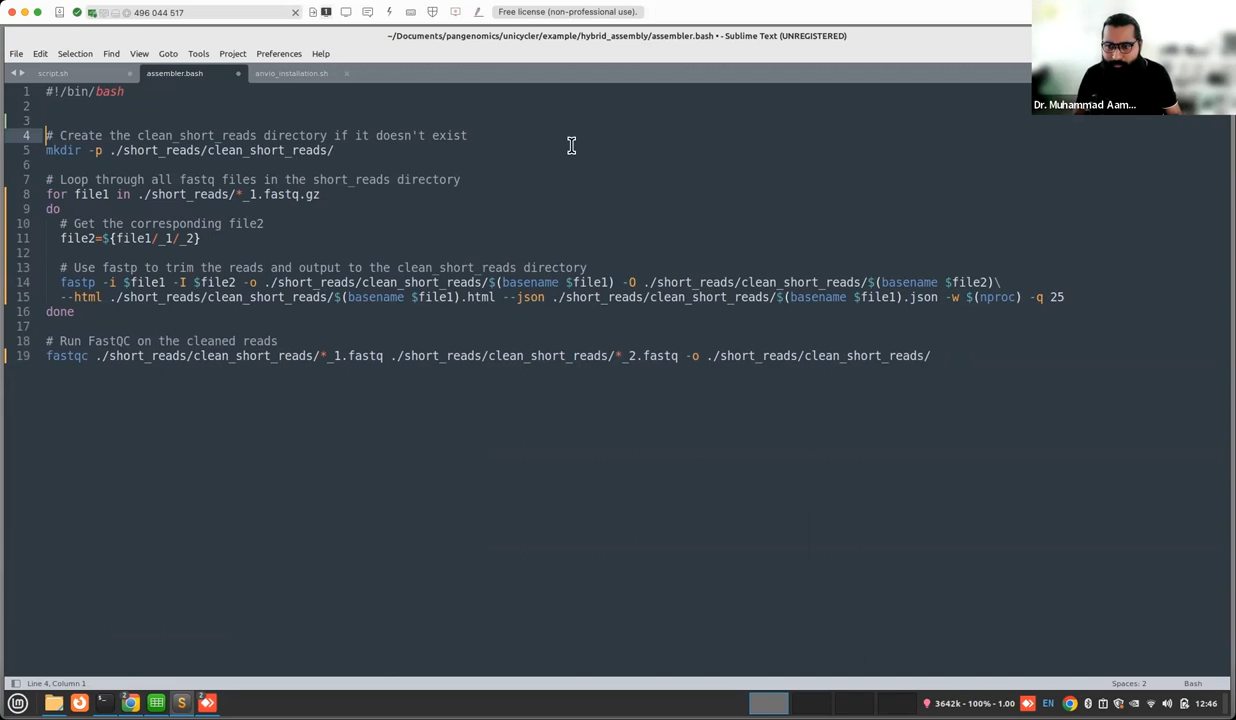 496 044 517
Free license (non-professional use).
~/Documents/pangenomics/unicycler/example/hybrid_assembly/assembler.bash • - Sublime Text (UNREGISTERED)
File Edit Selection Find View Goto Tools Project Preferences Help
script.sh assembler.bash anvio_installation.sh
Dr. Muhammad Aam...
1 #!/bin/bash
2
3
4 # Create the clean_short_reads directory if it doesn't exist
5 mkdir -p ./short_reads/clean_short_reads/
6
7 # Loop through all fastq files in the short_reads directory
8 for file1 in ./short_reads/*_1.fastq.gz
9 do
10 # Get the corresponding file2
11 file2=${file1/_1/_2}
12
13 # Use fastp to trim the reads and output to the clean_short_reads directory
14 fastp -i $file1 -I $file2 -o ./short_reads/clean_short_reads/$(basename $file1) -O ./short_reads/clean_short_reads/$(basename $file2)\
15 --html ./short_reads/clean_short_reads/$(basename $file1).html --json ./short_reads/clean_short_reads/$(basename $file1).json -w $(nproc) -q 25
16 done
17
18 # Run FastQC on the cleaned reads
19 fastqc ./short_reads/clean_short_reads/*_1.fastq ./short_reads/clean_short_reads/*_2.fastq -o ./short_reads/clean_short_reads/
Line 4, Column 1 Spaces: 2 Bash
2 2 3642k - 100% - 1.00 EN 12:46